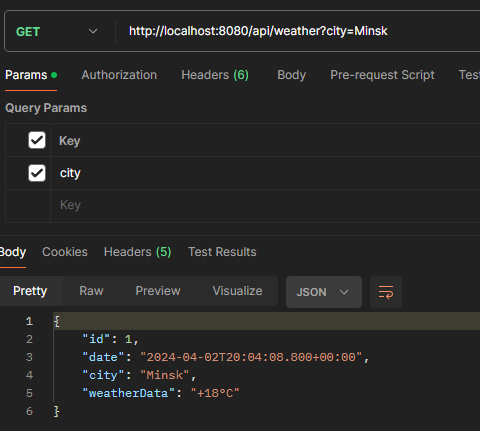 GET http://localhost:8080/api/weather?city=Minsk
Params Authorization Headers (6) Body Pre-request Script Test
Query Params
Key
city
Key
Body Cookies Headers (5) Test Results
Pretty Raw Preview Visualize JSON
1 {
2 "id": 1,
3 "date": "2024-04-02T20:04:08.800+00:00",
4 "city": "Minsk",
5 "weatherData": "+18°C"
6 }